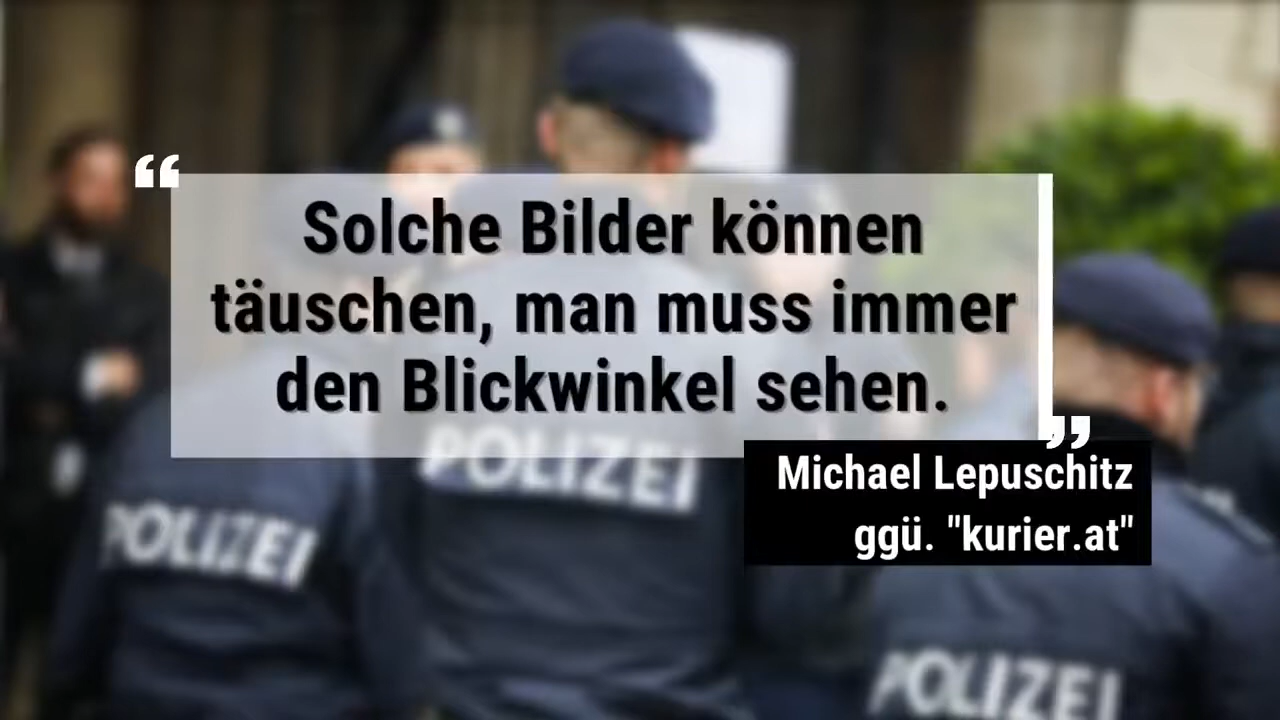 “
Solche Bilder können
täuschen, man muss immer
den Blickwinkel sehen.
”
Michael Lepuschitz
ggü. "kurier.at"
POLIZEI
POLIZEI
POLIZEI